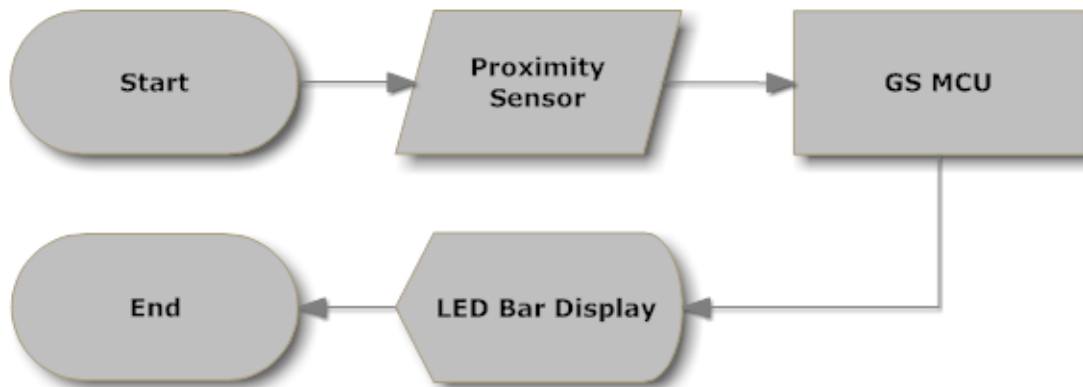 Start
Proximity
Sensor
GS MCU
LED Bar Display
End